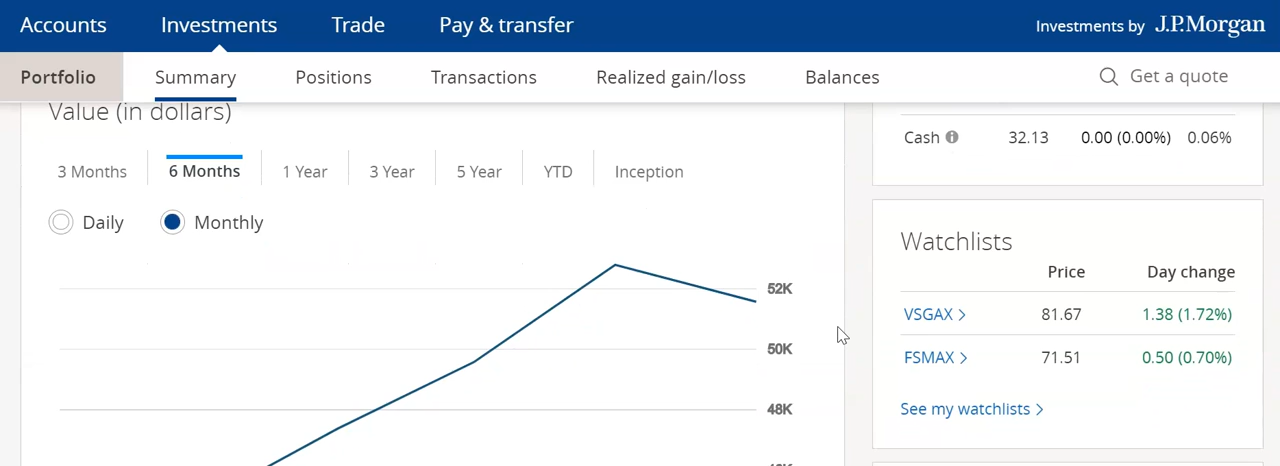 Accounts Investments Trade Pay & transfer Investments by J.P.Morgan
Portfolio Summary Positions Transactions Realized gain/loss Balances Get a quote
Value (in dollars)
3 Months 6 Months 1 Year 3 Year 5 Year YTD Inception
Daily Monthly
52K
50K
48K
Cash 32.13 0.00 (0.00%) 0.06%
Watchlists
Price Day change
VSGAX 81.67 1.38 (1.72%)
FSMAX 71.51 0.50 (0.70%)
See my watchlists